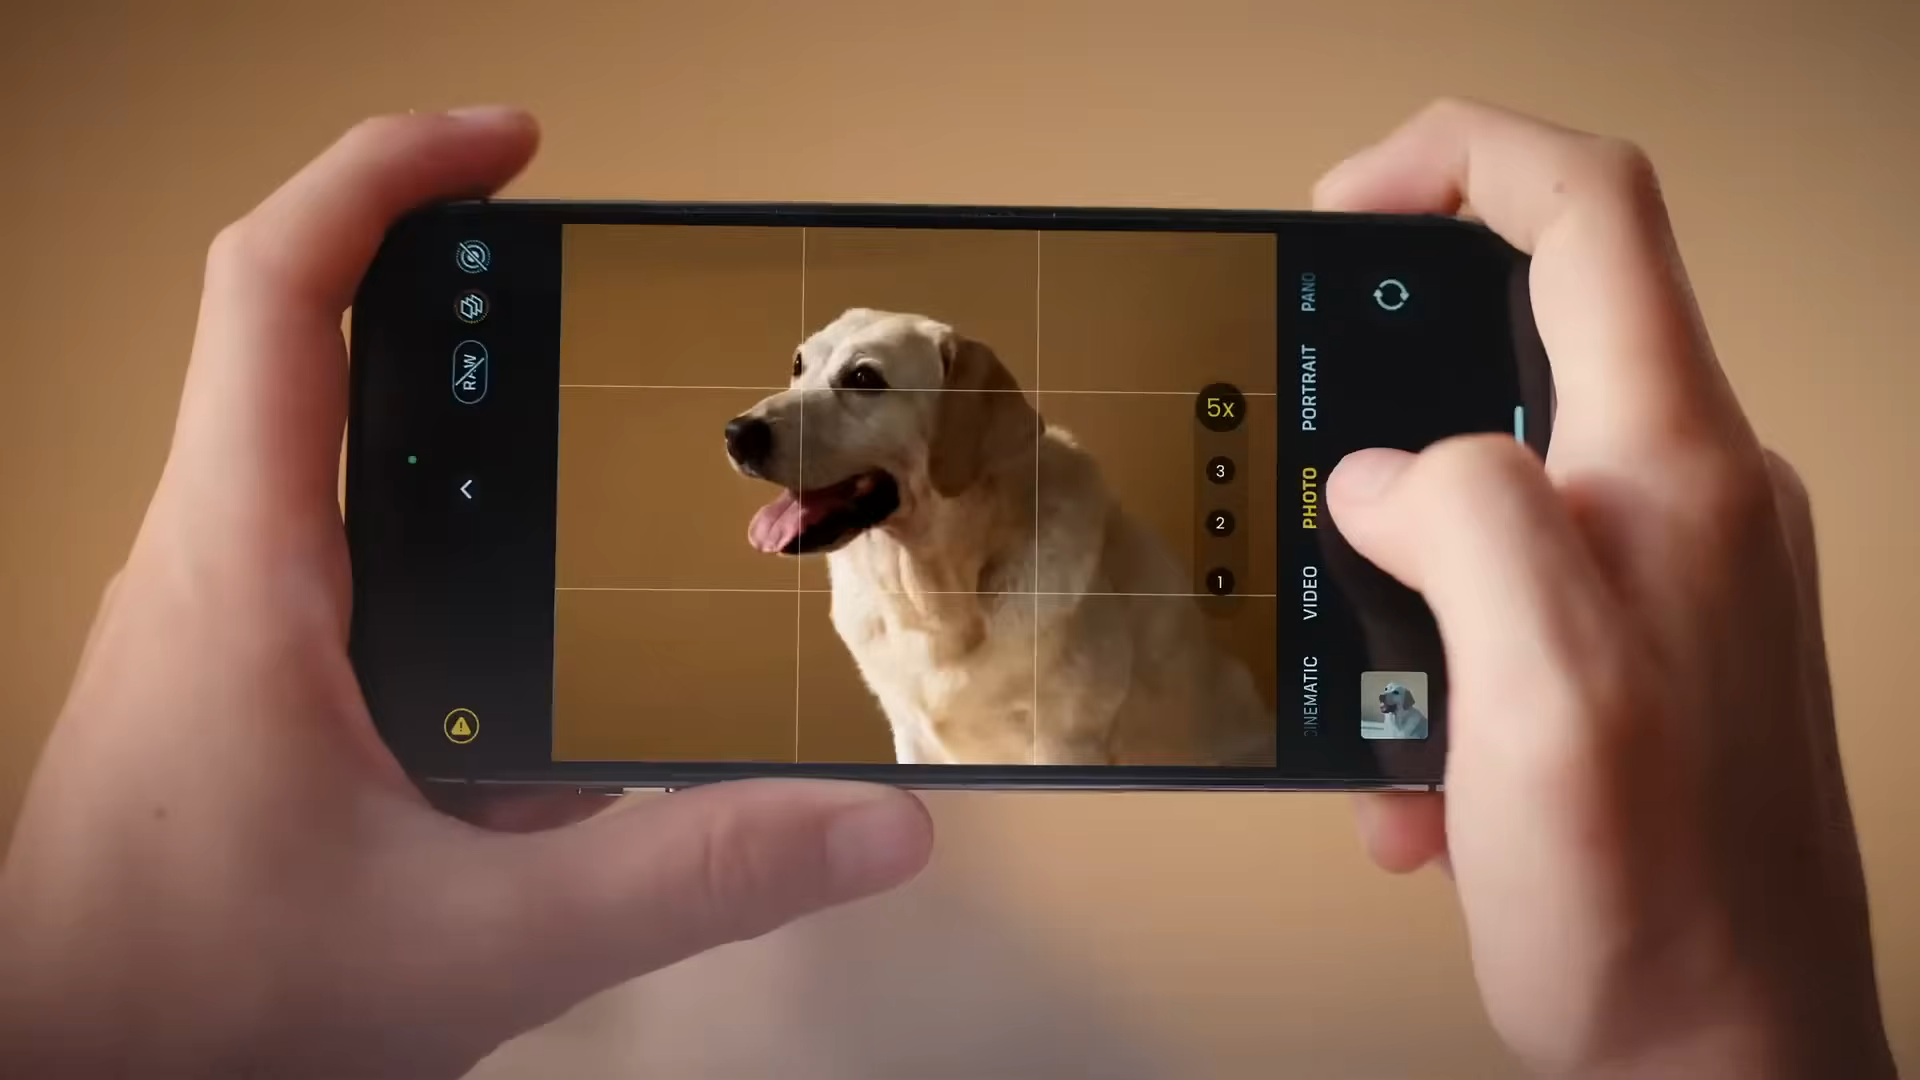 RAW
5x
3
2
1
PANO
PORTRAIT
PHOTO
VIDEO
CINEMATIC